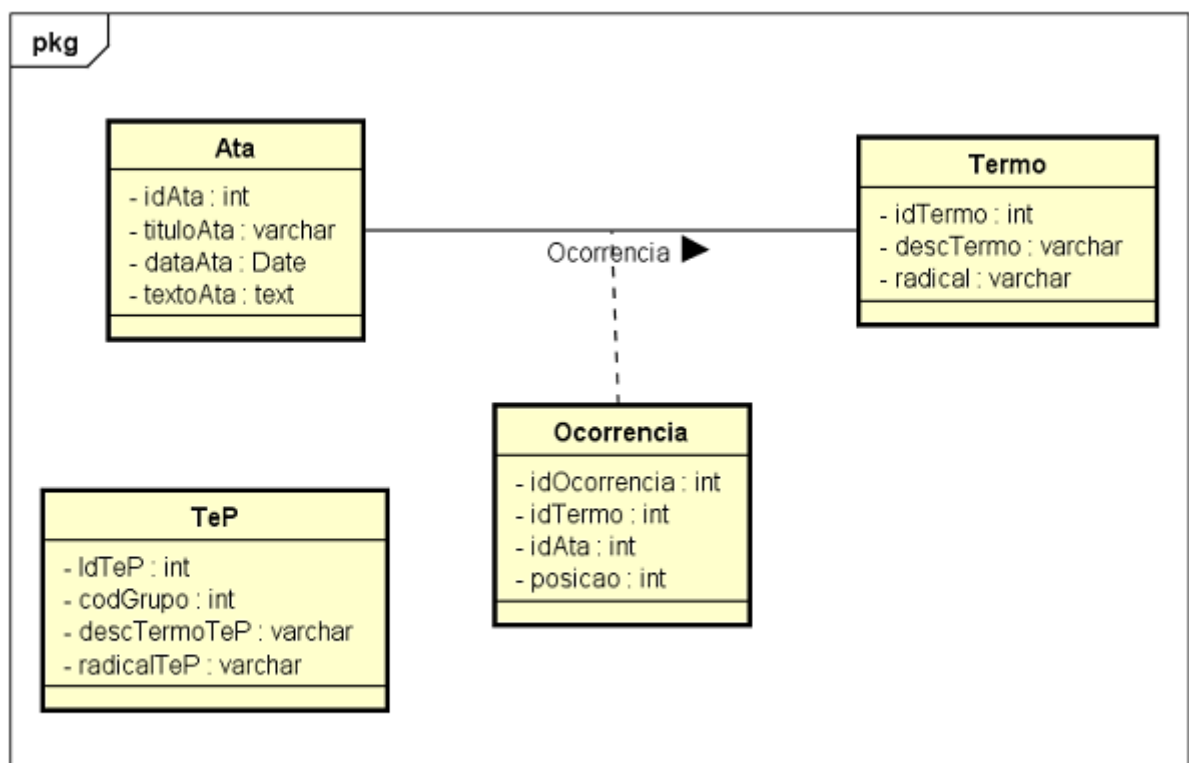 pkg
Ata
- idAta : int
- tituloAta : varchar
- dataAta : Date
- textoAta : text
Termo
- idTermo : int
- descTermo : varchar
- radical : varchar
Ocorrencia
Ocorrencia
- idOcorrencia : int
- idTermo : int
- idAta : int
- posicao : int
TeP
- IdTeP : int
- codGrupo : int
- descTermoTeP : varchar
- radicalTeP : varchar